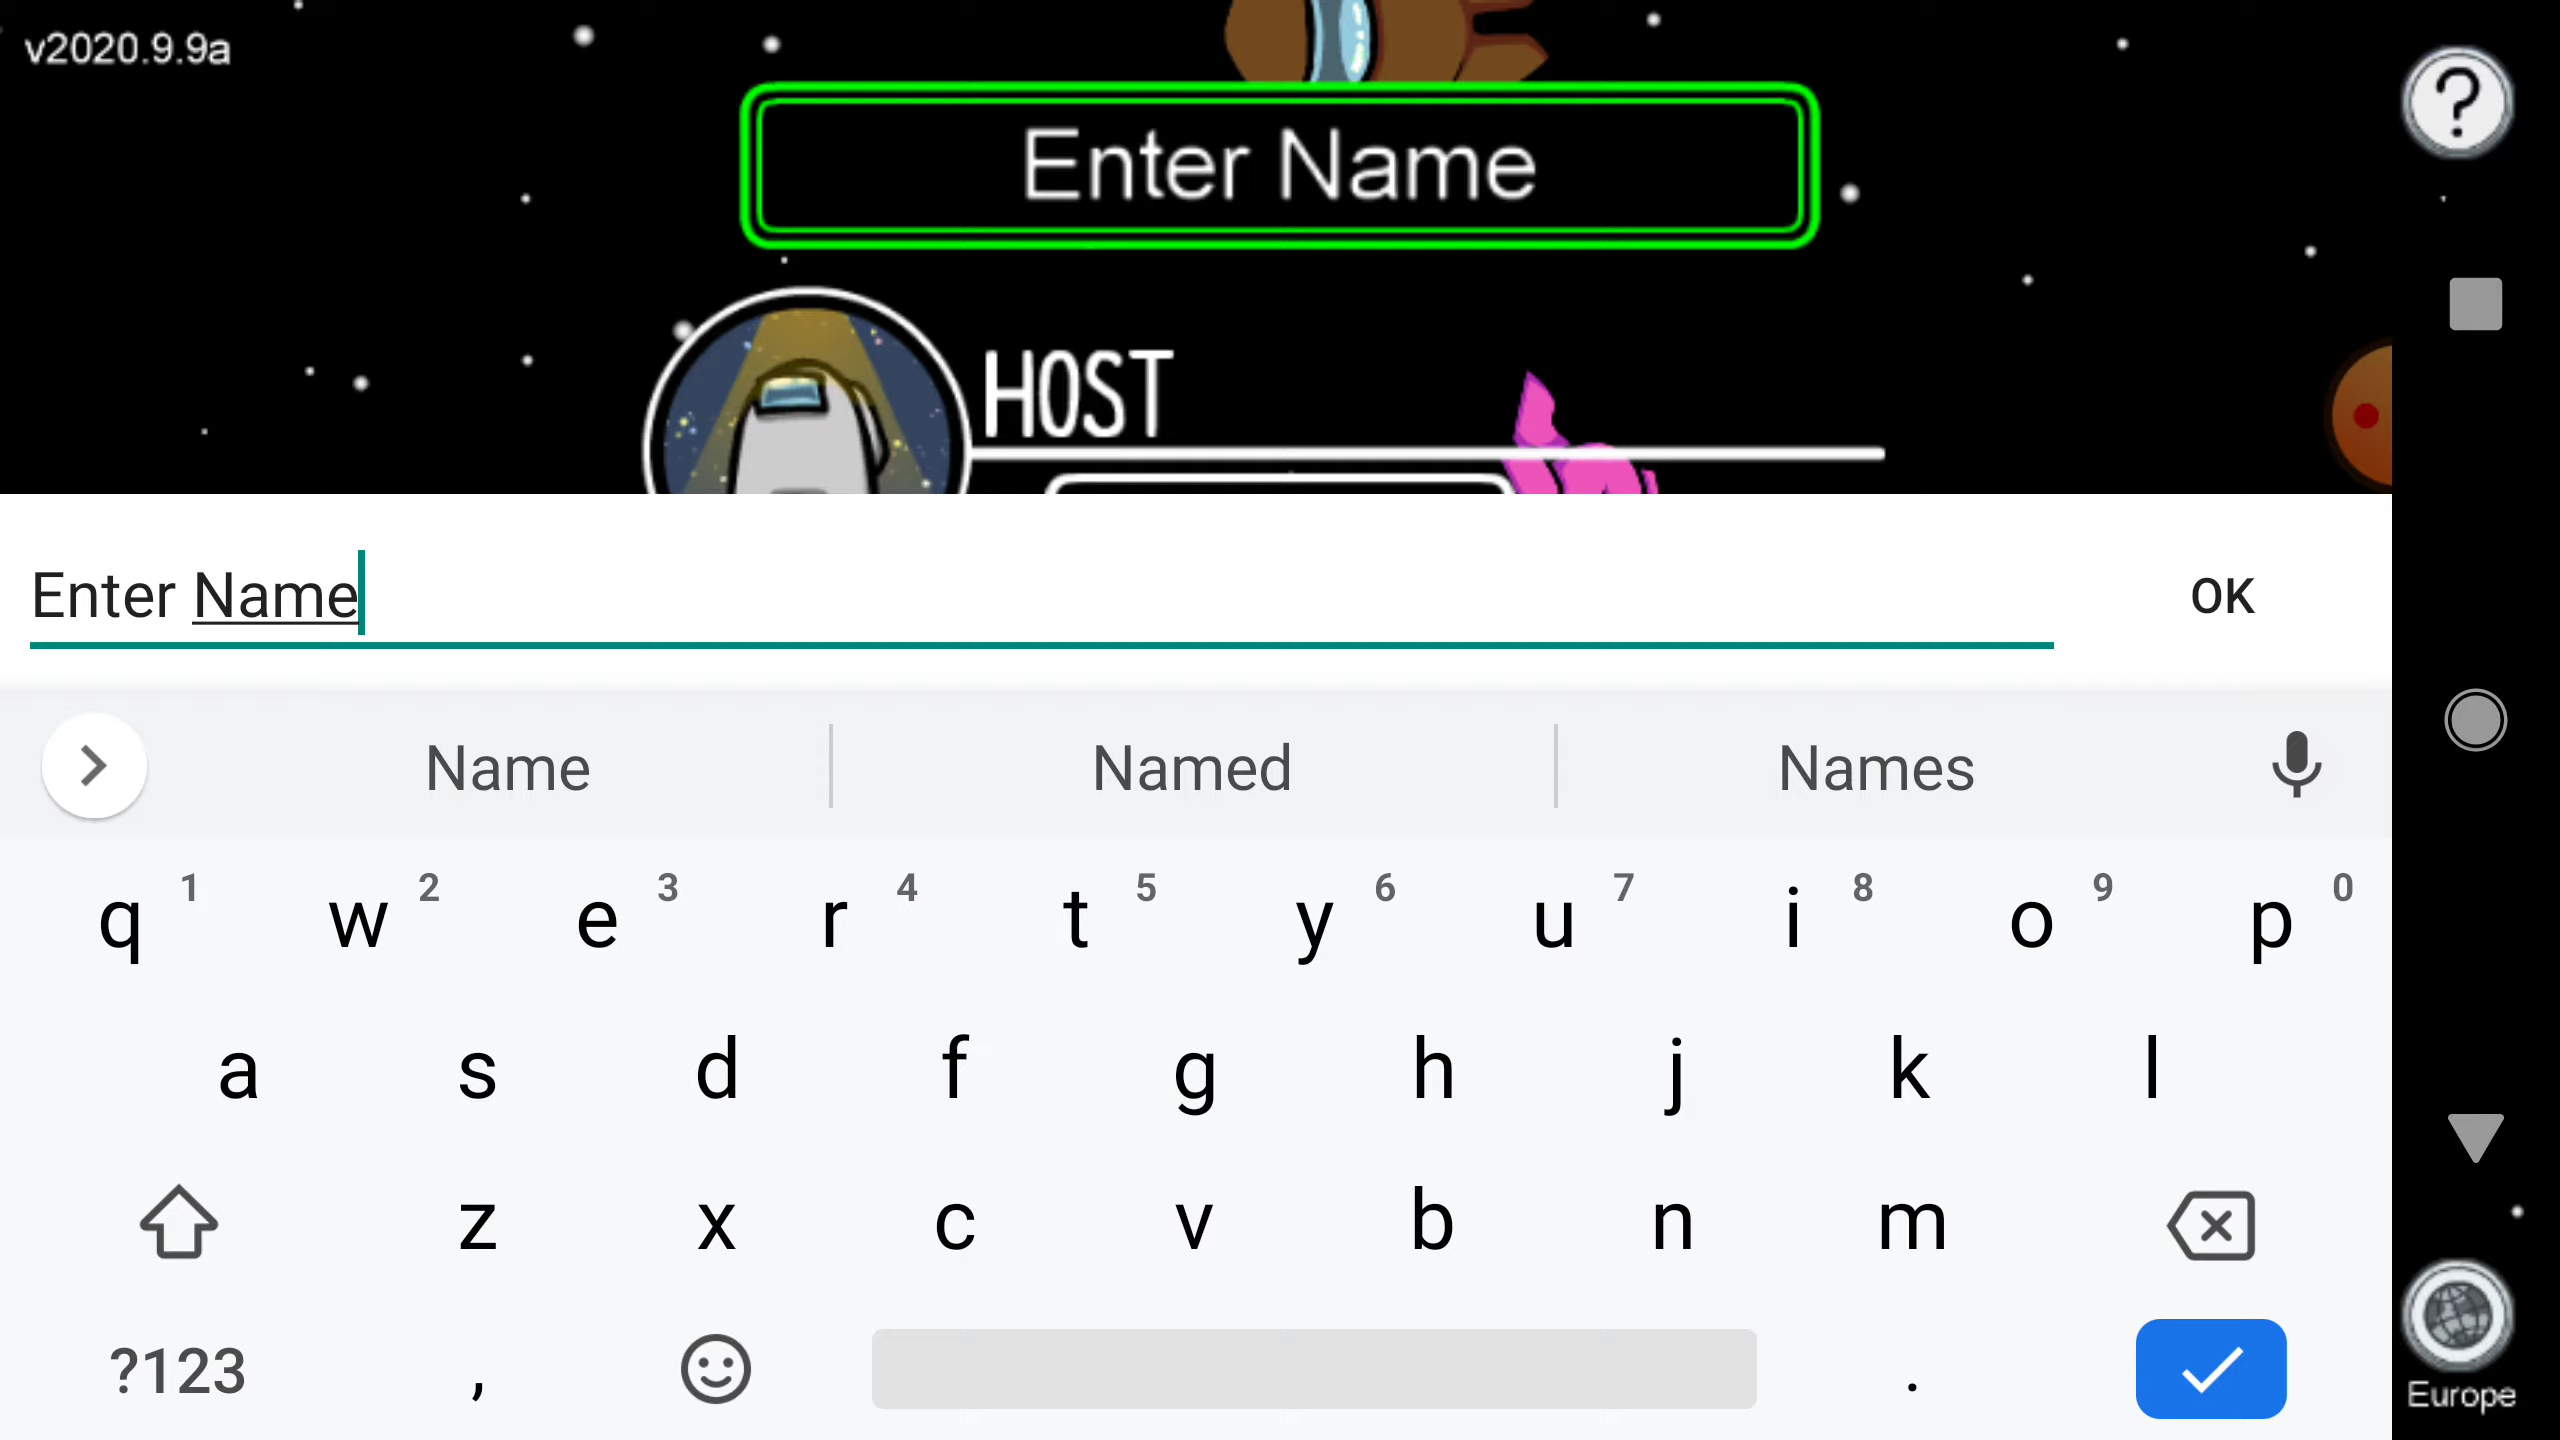 v2020.9.9a
Enter Name
HOST
Enter Name
OK
Name Named Names
q 1 w 2 e 3 r 4 t 5 y 6 u 7 i 8 o 9 p 0
a s d f g h j k l
z x c v b n m
?123 , .
Europe